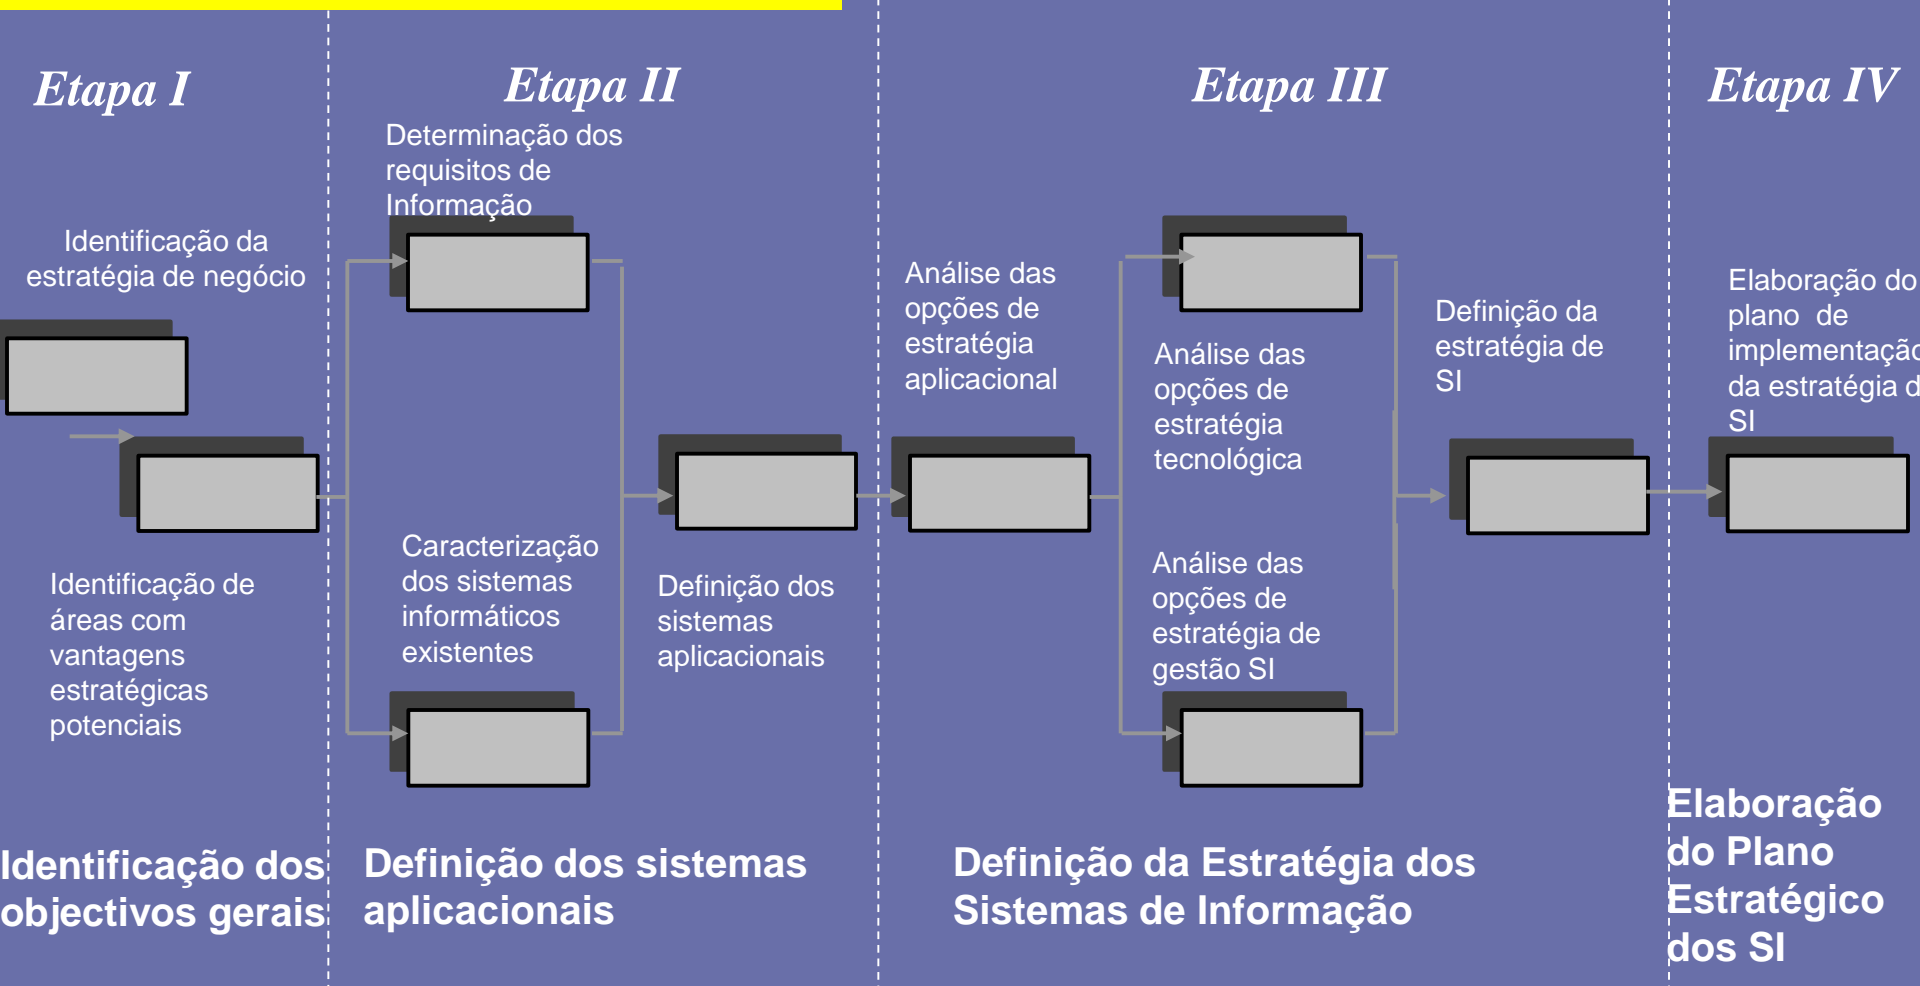 Etapa I
Identificação da
estratégia de negócio
Identificação de
áreas com
vantagens
estratégicas
potenciais
Identificação dos
objectivos gerais
Etapa II
Determinação dos
requisitos de
Informação
Caracterização
dos sistemas
informáticos
existentes
Definição dos
sistemas
aplicacionais
Definição dos sistemas
aplicacionais
Etapa III
Análise das
opções de
estratégia
aplicacional
Análise das
opções de
estratégia
tecnológica
Análise das
opções de
estratégia de
gestão SI
Definição da
estratégia de
SI
Definição da Estratégia dos
Sistemas de Informação
Etapa IV
Elaboração do
plano de
implementação
da estratégia d
SI
Elaboração
do Plano
Estratégico
dos SI